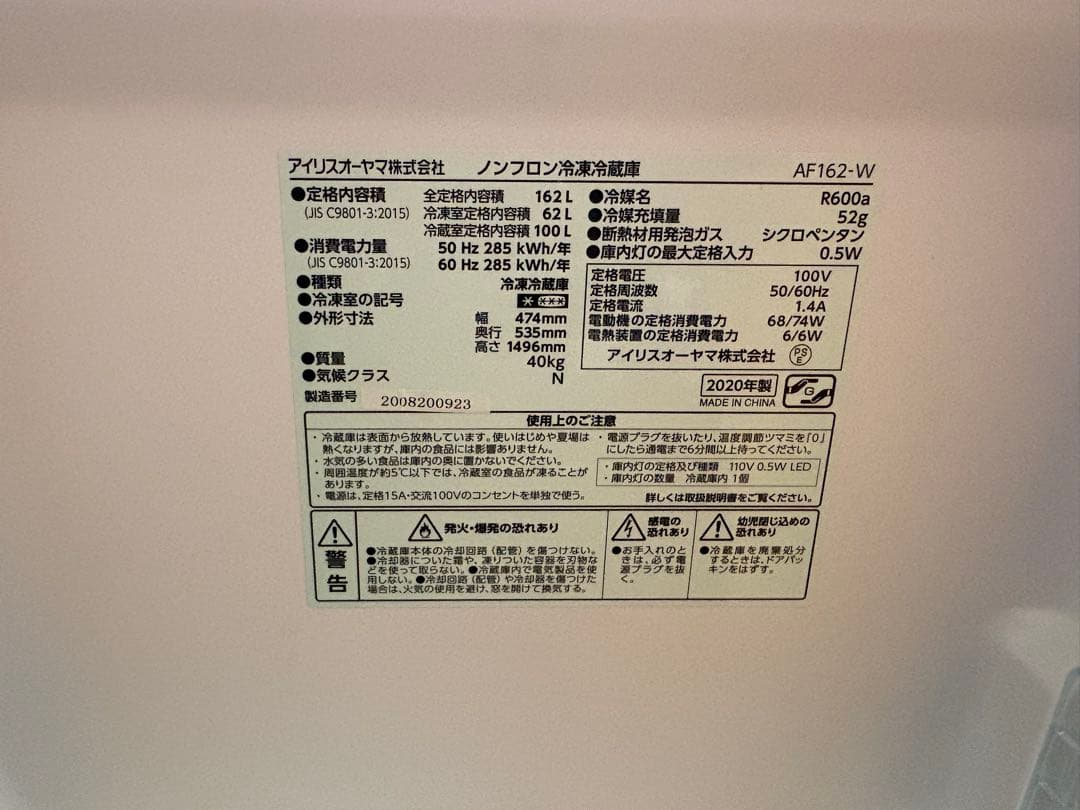 アイリスオーヤマ株式会社 ノンフロン冷凍冷蔵庫 AF162-W
●定格内容積 全定格内容積 162 L
(JIS C9801-3:2015) 冷凍室定格内容積 62 L
冷蔵室定格内容積 100 L
●消費電力量 50 Hz 285 kWh/年
(JIS C9801-3:2015) 60 Hz 285 kWh/年
●種類 冷凍冷蔵庫
●冷凍室の記号
●外形寸法 幅 474mm
奥行 535mm
高さ 1496mm
●質量 40kg
●気候クラス N
製造番号 2008200923
●冷媒名 R600a
●冷媒充填量 52g
●断熱材用発泡ガス シクロペンタン
●庫内灯の最大定格入力 0.5W
定格電圧 100V
定格周波数 50/60Hz
定格電流 1.4A
電動機の定格消費電力 68/74W
電熱装置の定格消費電力 6/6W
アイリスオーヤマ株式会社 PSE
2020年製
MADE IN CHINA
G
使用上のご注意
・冷蔵庫は表面から放熱しています。使いはじめや夏場は
熱くなりますが、庫内の食品には影響ありません。
・水気の多い食品は庫内の奥に置かないでください。
・周囲温度が約5℃以下では、冷蔵室の食品が凍ることが
あります。
・電源は、定格15A・交流100Vのコンセントを単独で使う。
・電源プラグを抜いたり、温度調節ツマミを「0」
にしたら通電まで6分間以上待ってください。
・庫内灯の定格及び種類 110V 0.5W LED
・庫内灯の数量 冷蔵庫内 1個
詳しくは取扱説明書をご覧ください。
警告
発火・爆発の恐れあり
●冷蔵庫本体の冷却回路（配管）を傷つけない。
●冷却器についた霜や、凍りついた容器を刃物な
どを使って取らない。●冷蔵庫内で電気製品を使
用しない。●冷却回路（配管）や冷却器を傷つけた
場合は、火気の使用を避け、窓を開けて換気する。
感電の
恐れあり
●お手入れのと
きは、必ず電
源プラグを抜
く。
幼児閉じ込めの
恐れあり
●冷蔵庫を廃棄処分
するときは、ドアパッ
キンをはずす。